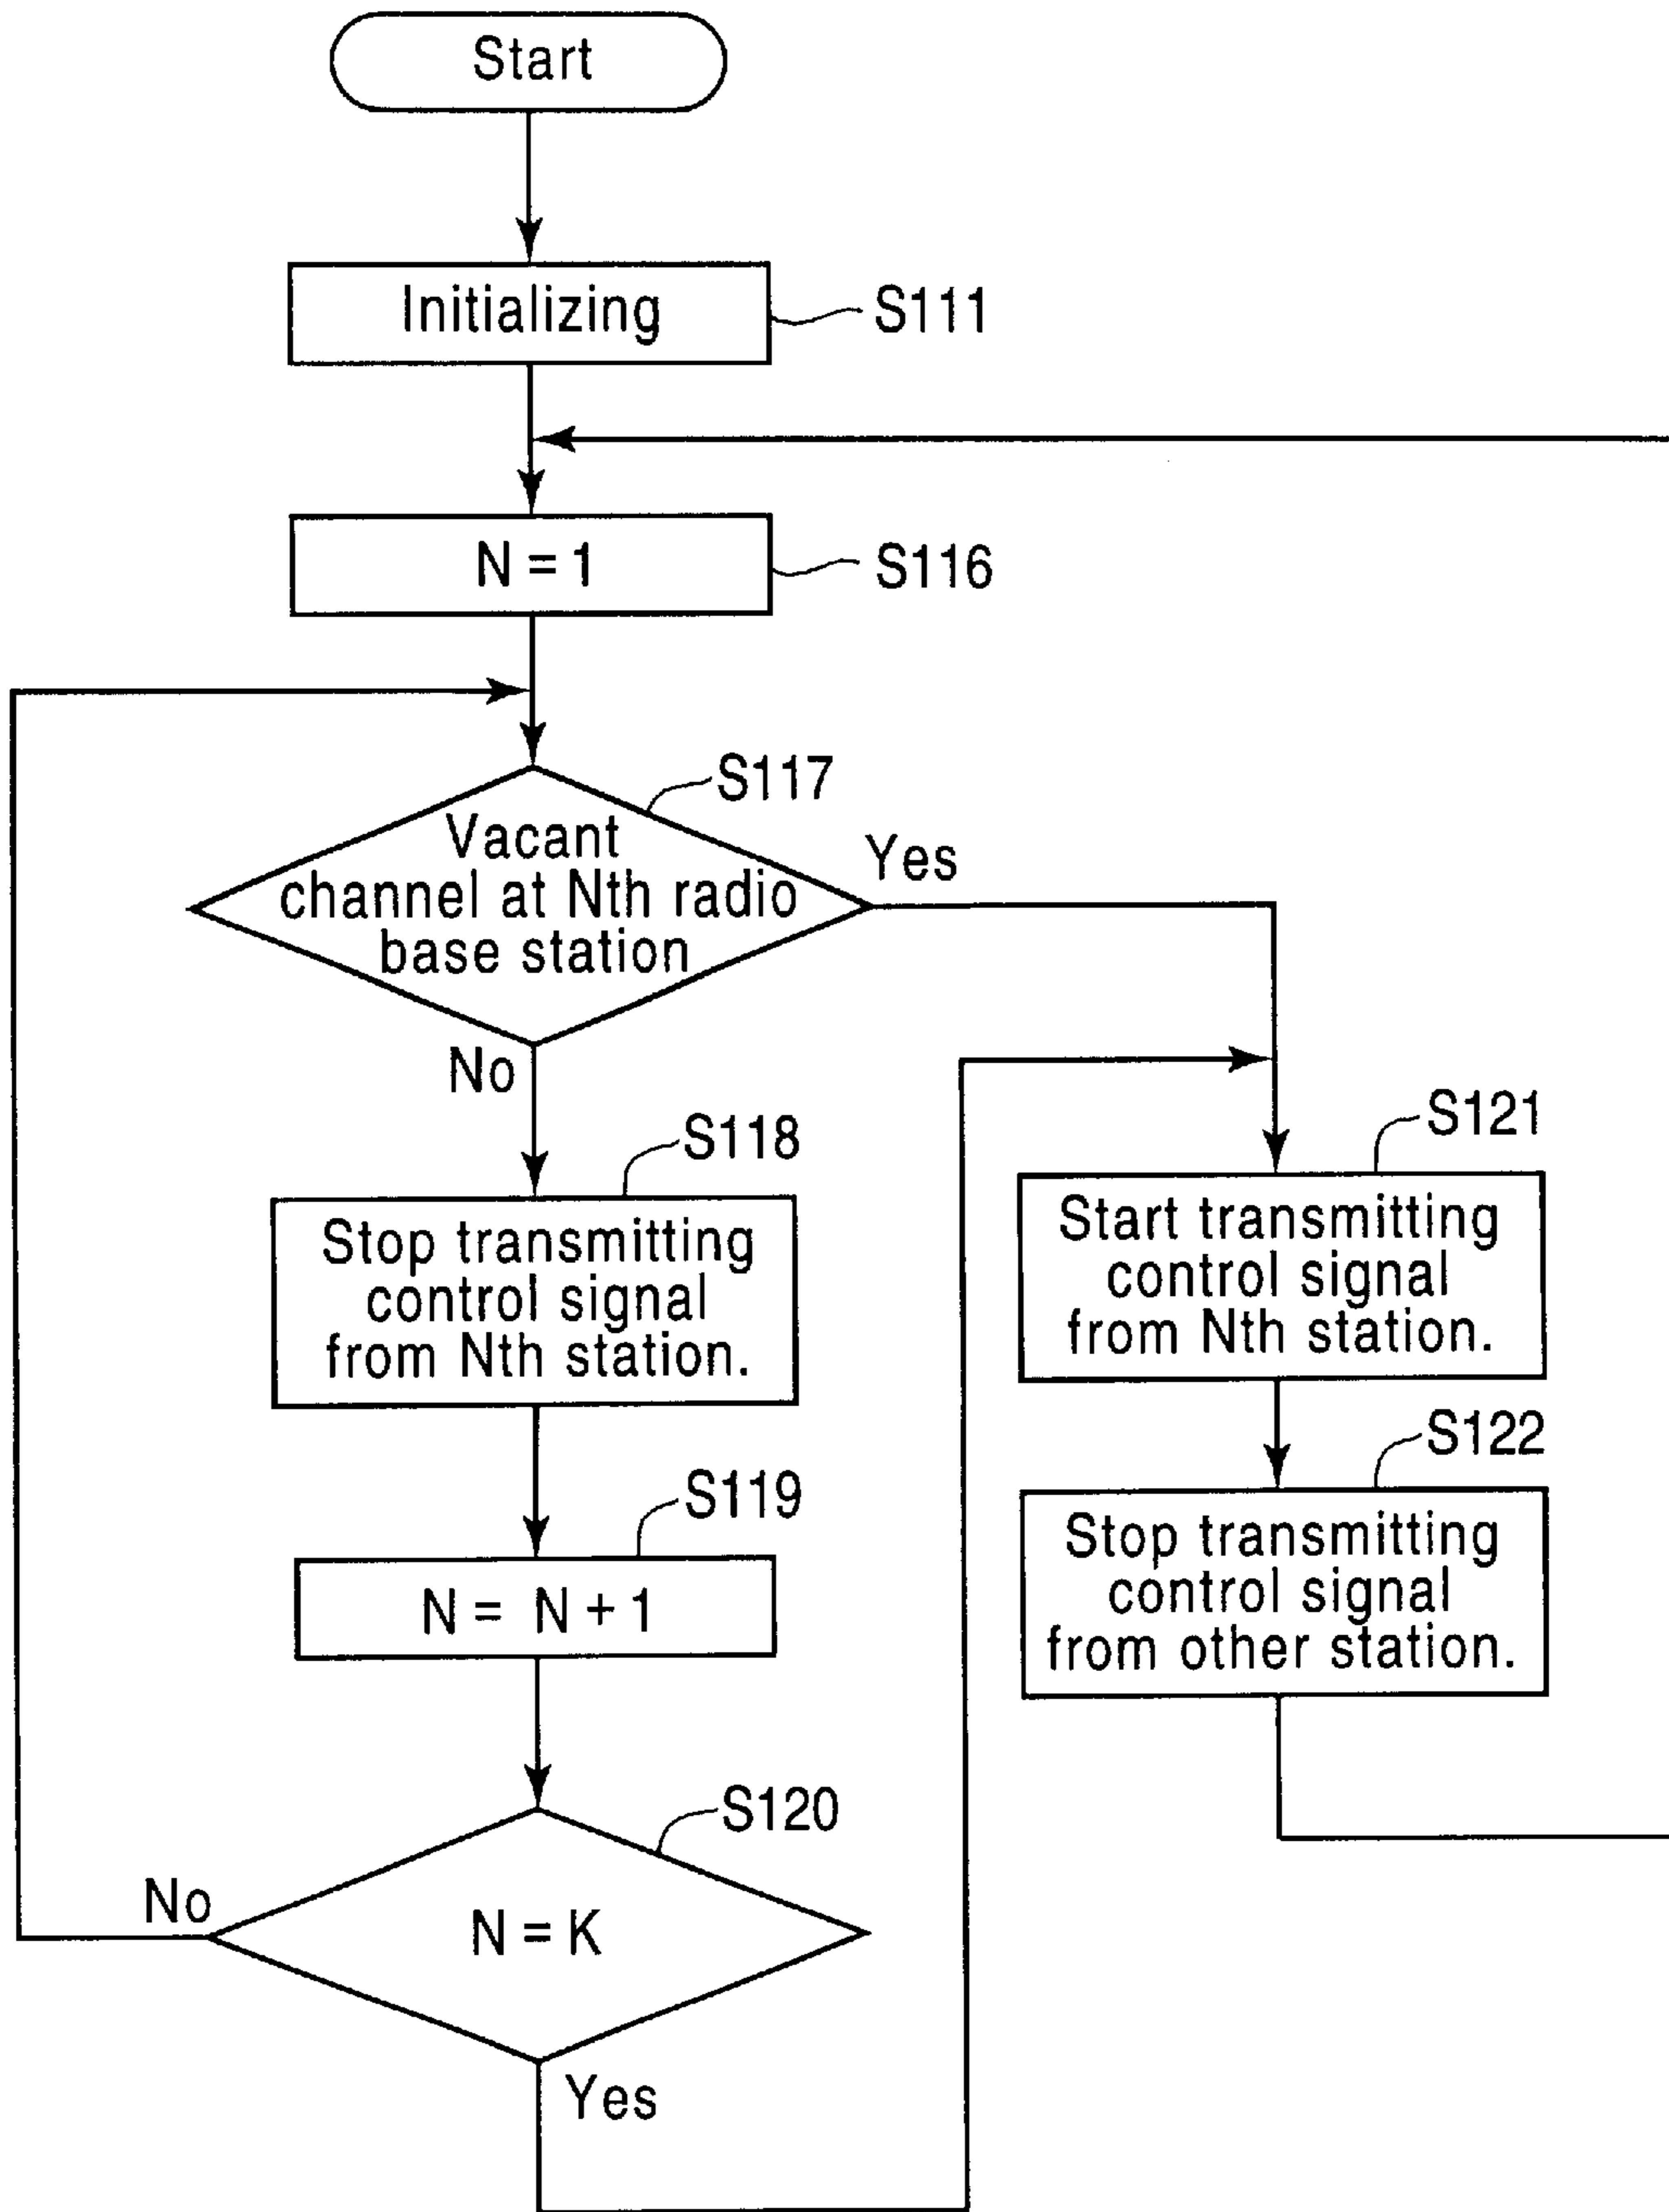 Start
Initializing
S111
N = 1
S116
S117
Vacant
channel at Nth radio
base station
Yes
No
S118
Stop transmitting
control signal
from Nth station.
S119
N = N + 1
S120
N = K
No
Yes
S121
Start transmitting
control signal
from Nth station.
S122
Stop transmitting
control signal
from other station.